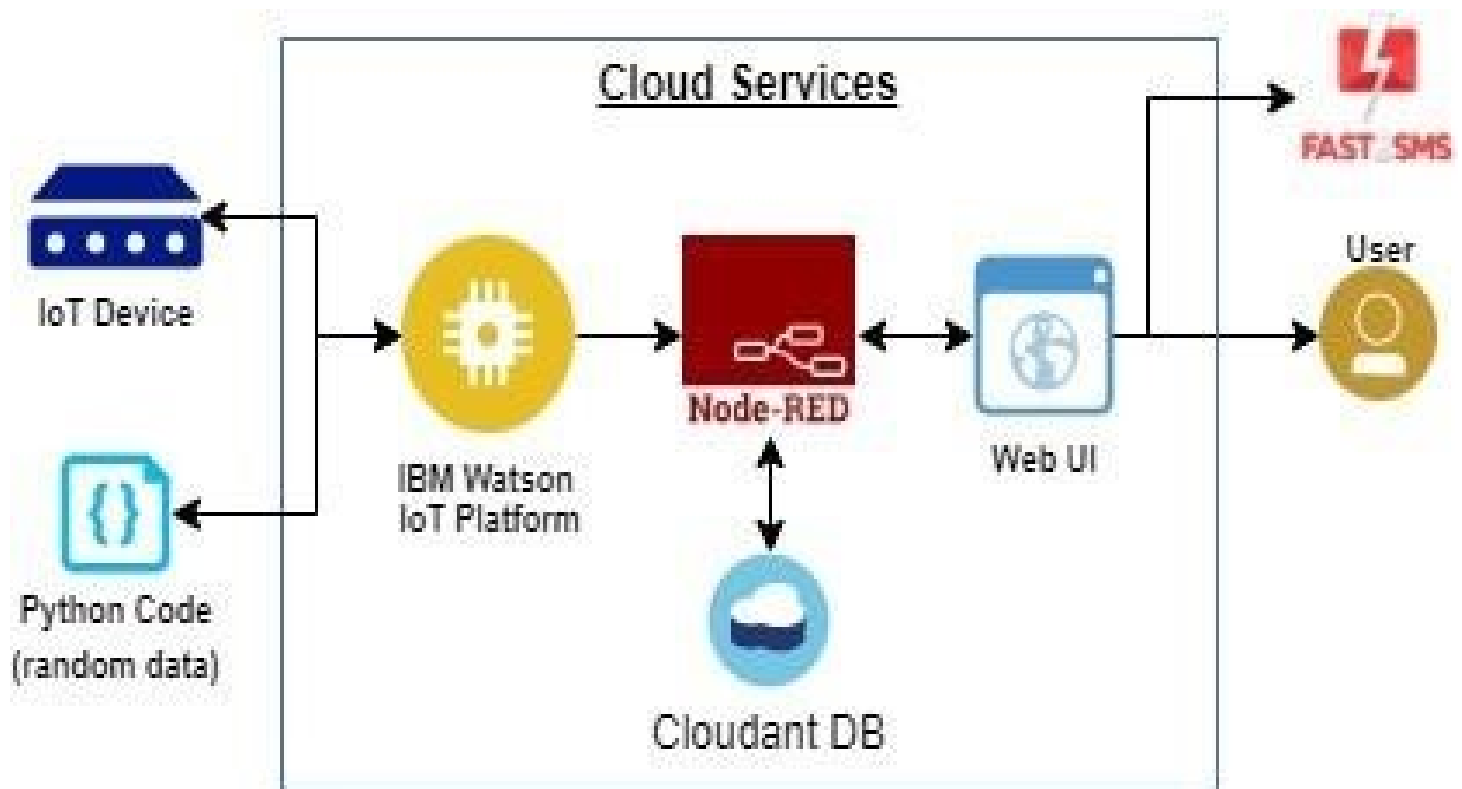 Cloud Services
FAST SMS
IoT Device
User
Node-RED
Web UI
IBM Watson
IoT Platform
Python Code
(random data)
Cloudant DB